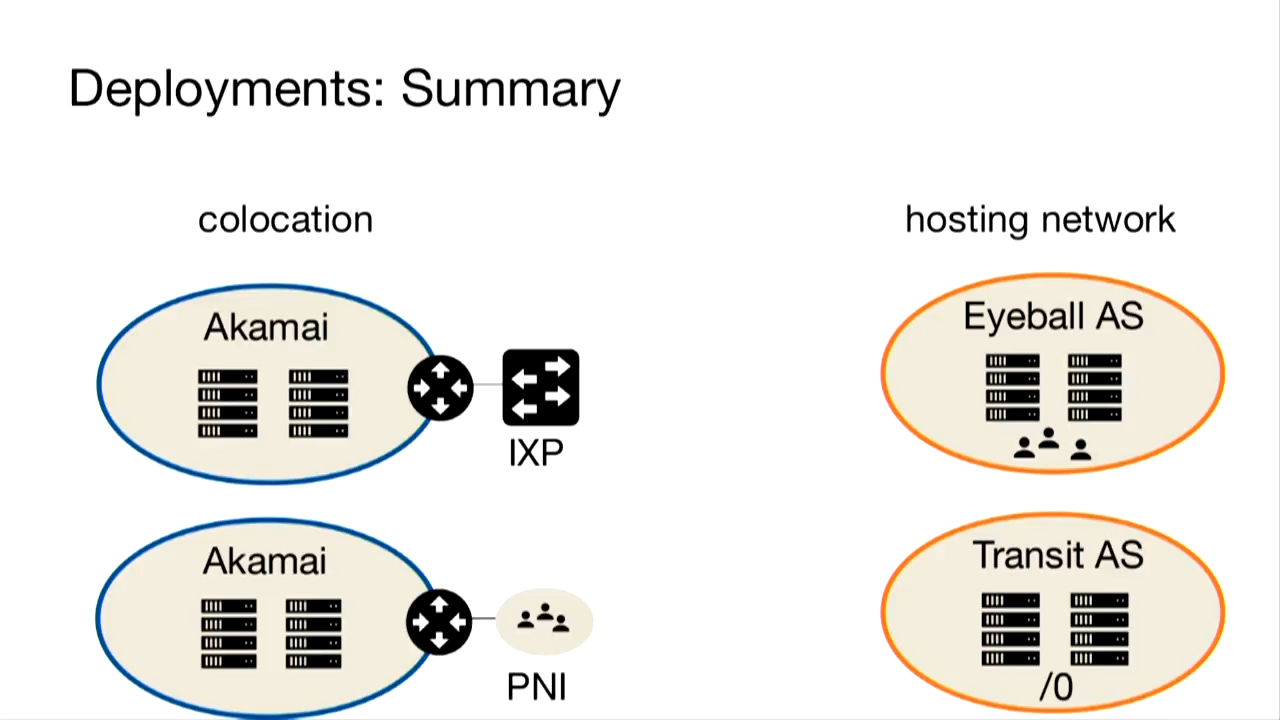 Deployments: Summary
colocation
hosting network
Akamai
Eyeball AS
IXP
Akamai
Transit AS
PNI
/0